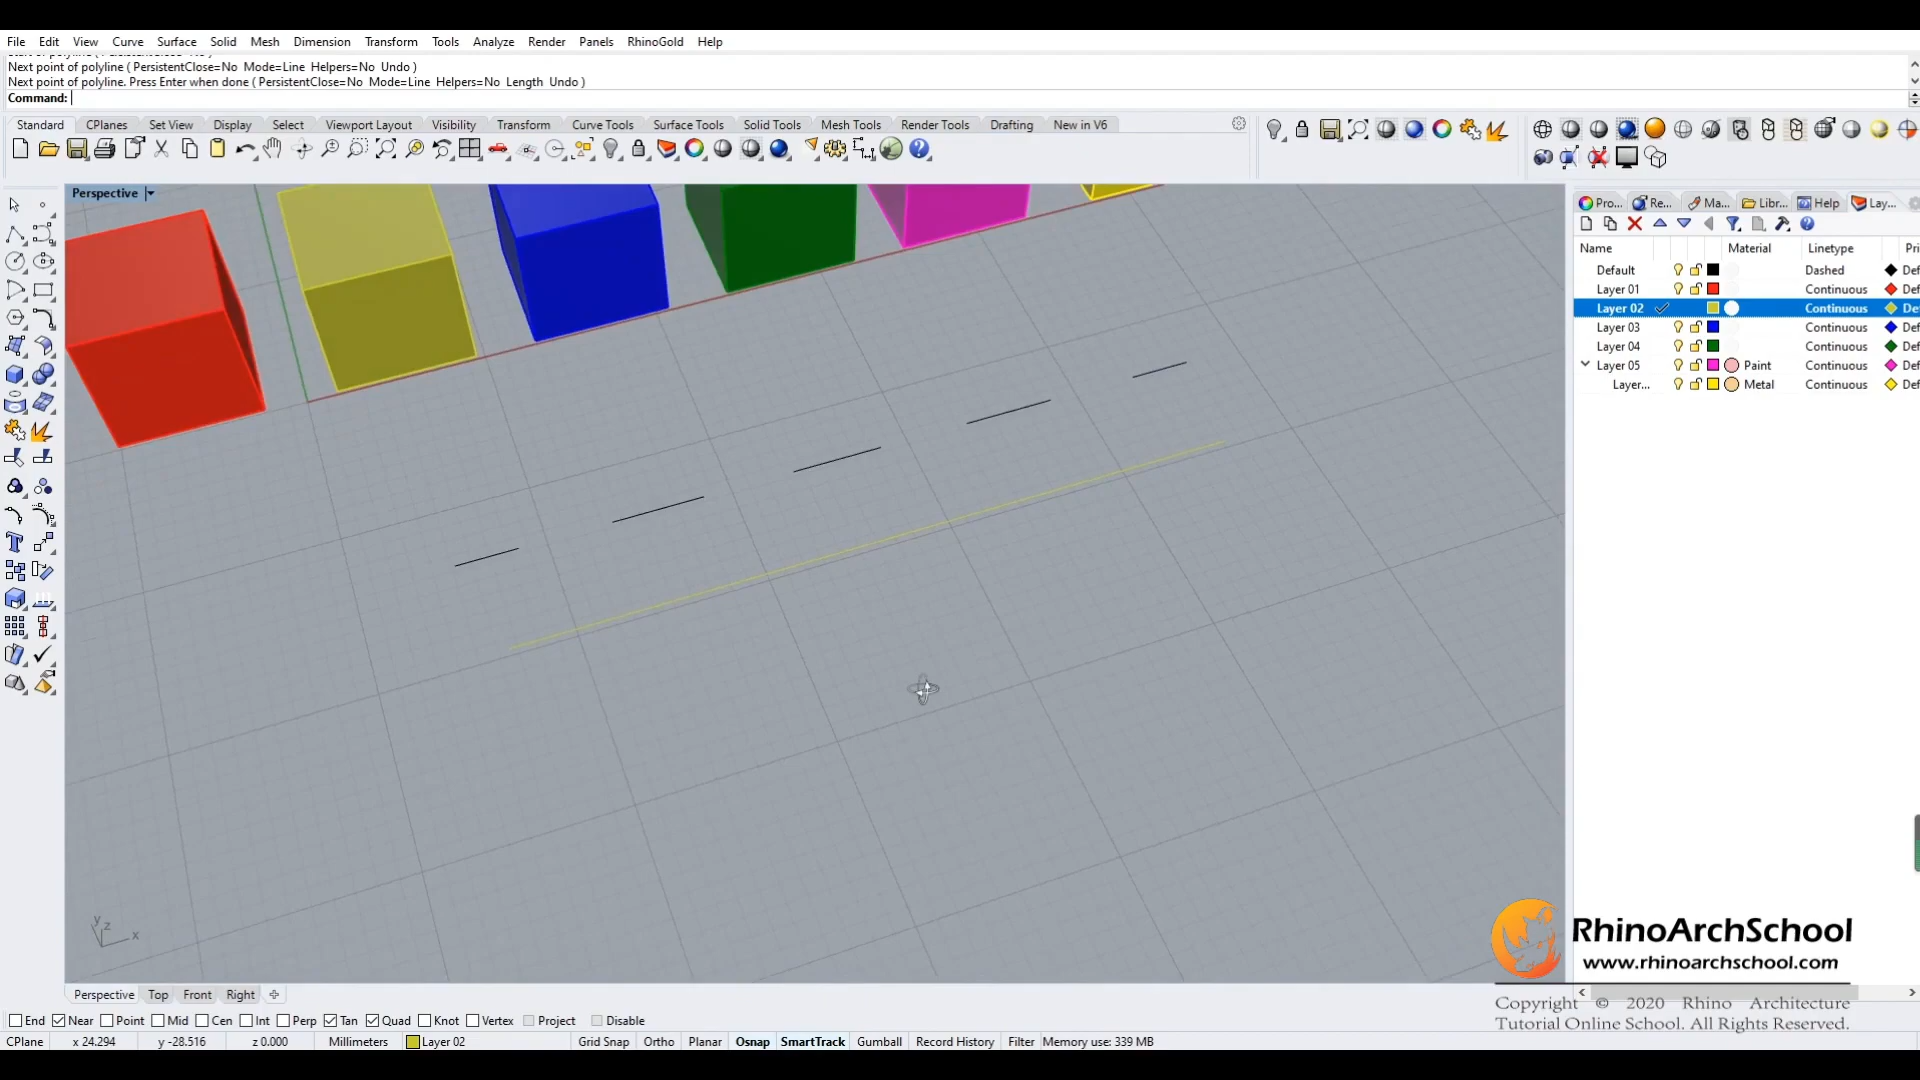 File Edit View Curve Surface Solid Mesh Dimension Transform Tools Analyze Render Panels RhinoGold Help
Next point of polyline ( PersistentClose=No Mode=Line Helpers=No Undo )
Next point of polyline. Press Enter when done ( PersistentClose=No Mode=Line Helpers=No Length Undo )
Command:
Standard CPlanes Set View Display Select Viewport Layout Visibility Transform Curve Tools Surface Tools Solid Tools Mesh Tools Render Tools Drafting New in V6
Perspective
Pro... Re... Ma... Libr... Help Lay...
Name Material Linetype Pri
Default Dashed Def
Layer 01 Continuous Def
Layer 02 Continuous De
Layer 03 Continuous Def
Layer 04 Continuous Def
Layer 05 Paint Continuous Def
Layer... Metal Continuous Def
y z x
RhinoArchSchool
www.rhinoarchschool.com
Copyright © 2020 Rhino Architecture
Tutorial Online School. All Rights Reserved.
Perspective Top Front Right
End Near Point Mid Cen Int Perp Tan Quad Knot Vertex Project Disable
CPlane x 24.294 y -28.516 z 0.000 Millimeters Layer 02 Grid Snap Ortho Planar Osnap SmartTrack Gumball Record History Filter Memory use: 339 MB